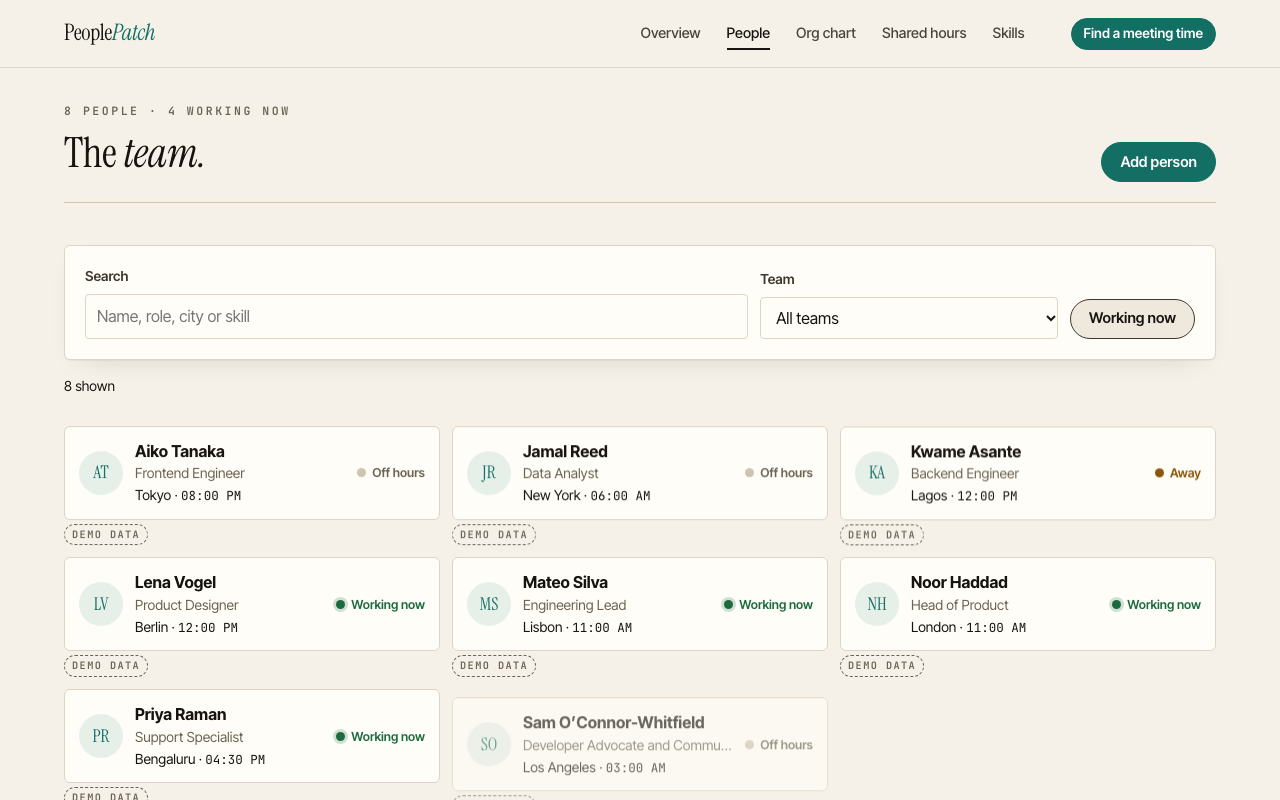 PeoplePatch
Overview People Org chart Shared hours Skills Find a meeting time
8 PEOPLE · 4 WORKING NOW
The team.
Add person
Search
Name, role, city or skill
Team
All teams
Working now
8 shown
AT
Aiko Tanaka
Frontend Engineer
Tokyo · 08:00 PM
Off hours
DEMO DATA
JR
Jamal Reed
Data Analyst
New York · 06:00 AM
Off hours
DEMO DATA
KA
Kwame Asante
Backend Engineer
Lagos · 12:00 PM
Away
DEMO DATA
LV
Lena Vogel
Product Designer
Berlin · 12:00 PM
Working now
DEMO DATA
MS
Mateo Silva
Engineering Lead
Lisbon · 11:00 AM
Working now
DEMO DATA
NH
Noor Haddad
Head of Product
London · 11:00 AM
Working now
DEMO DATA
PR
Priya Raman
Support Specialist
Bengaluru · 04:30 PM
Working now
DEMO DATA
SO
Sam O’Connor-Whitfield
Developer Advocate and Commu…
Los Angeles · 03:00 AM
Off hours